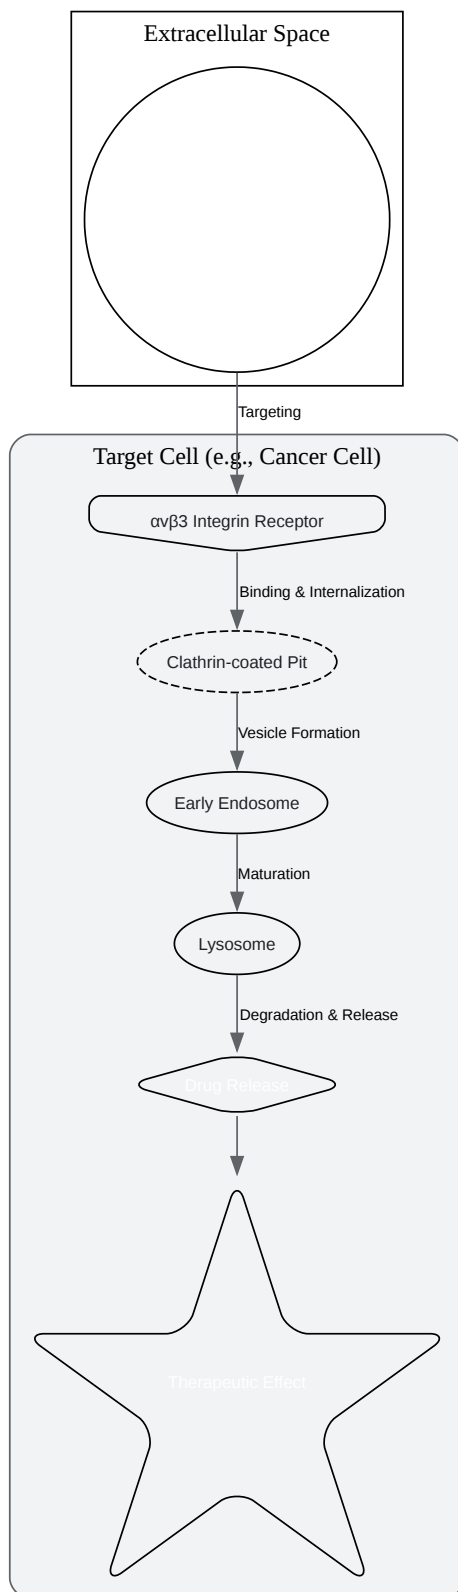 Extracellular Space
Targeting
Target Cell (e.g., Cancer Cell)
αvβ3 Integrin Receptor
Binding & Internalization
Clathrin-coated Pit
Vesicle Formation
Early Endosome
Maturation
Lysosome
Degradation & Release
Drug Release
Therapeutic Effect